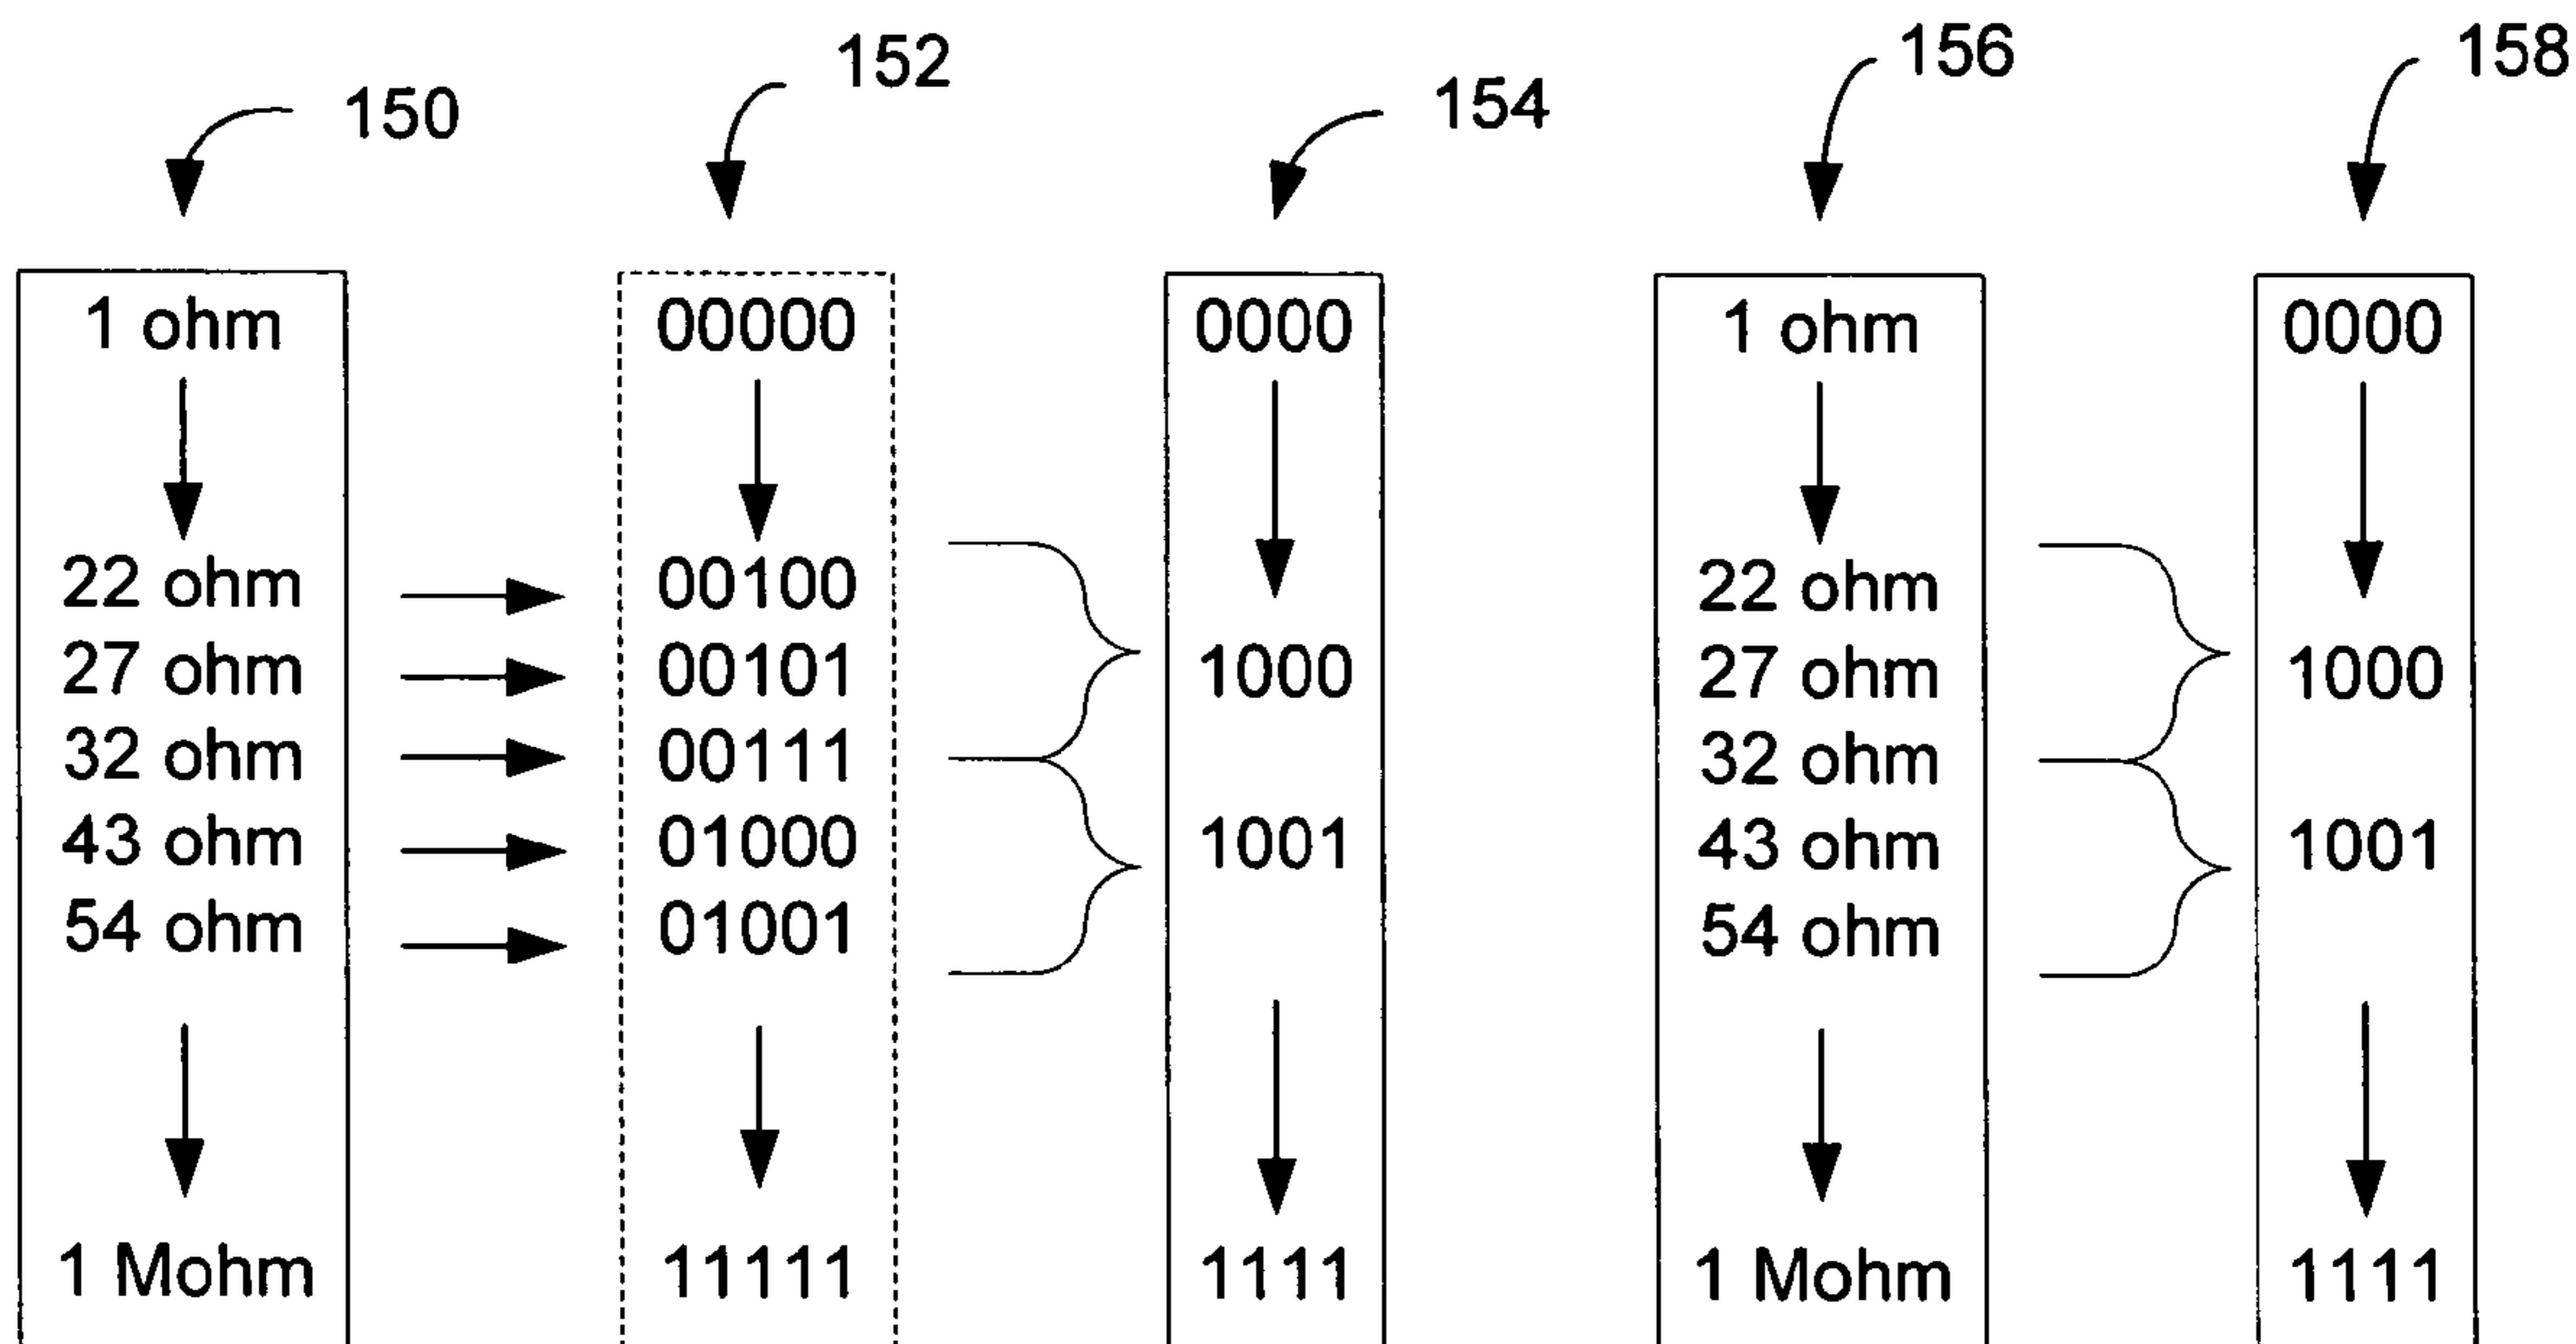 150
152
154
156
158
1 ohm
22 ohm
27 ohm
32 ohm
43 ohm
54 ohm
1 Mohm
00000
00100
00101
00111
01000
01001
11111
0000
1000
1001
1111
1 ohm
22 ohm
27 ohm
32 ohm
43 ohm
54 ohm
1 Mohm
0000
1000
1001
1111